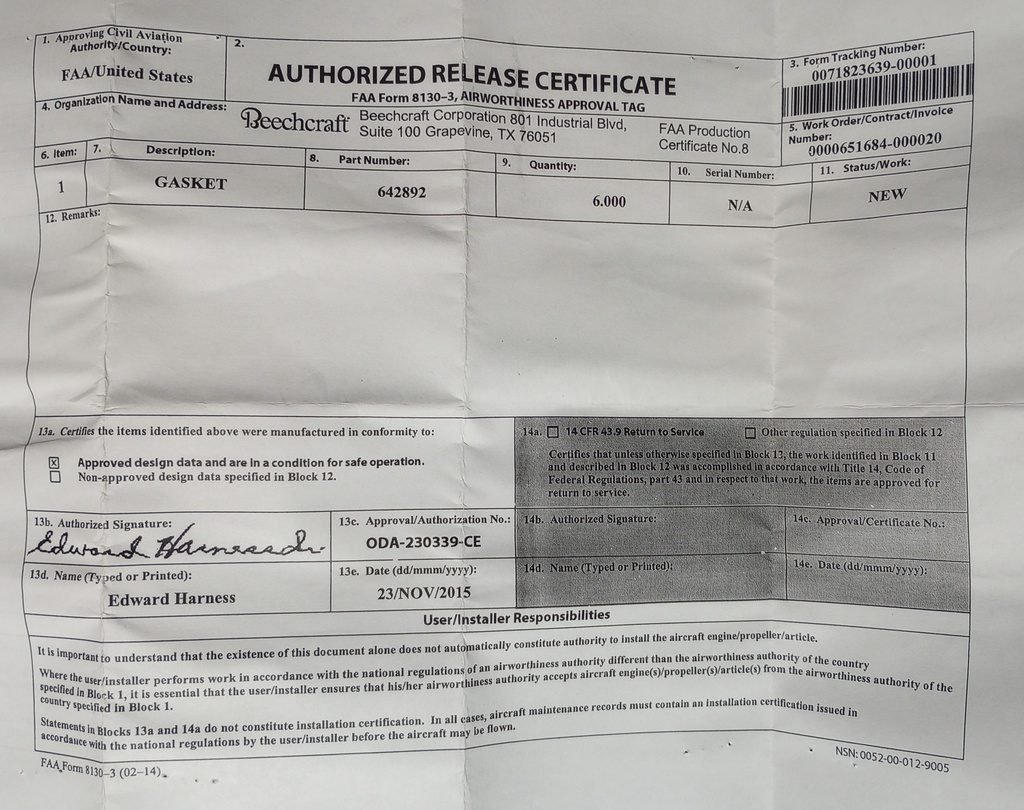 1. Approving Civil Aviation
Authority/Country:
FAA/United States
2.
AUTHORIZED RELEASE CERTIFICATE
FAA Form 8130–3, AIRWORTHINESS APPROVAL TAG
3. Form Tracking Number:
0071823639-00001
4. Organization Name and Address:
Beechcraft
Beechcraft Corporation 801 Industrial Blvd,
Suite 100 Grapevine, TX 76051
FAA Production
Certificate No.8
5. Work Order/Contract/Invoice
Number:
0000651684-000020
6. Item:
7. Description:
8. Part Number:
9. Quantity:
10. Serial Number:
11. Status/Work:
1
GASKET
642892
6.000
N/A
NEW
12. Remarks:
13a. Certifies the items identified above were manufactured in conformity to:
Approved design data and are in a condition for safe operation.
Non-approved design data specified in Block 12.
14a. 14 CFR 43.9 Return to Service Other regulation specified in Block 12
Certifies that unless otherwise specified in Block 13, the work identified in Block 11
and described in Block 12 was accomplished in accordance with Title 14, Code of
Federal Regulations, part 43 and in respect to that work, the items are approved for
return to service.
13b. Authorized Signature:
Edward Harness
13c. Approval/Authorization No.:
ODA-230339-CE
14b. Authorized Signature:
14c. Approval/Certificate No.:
13d. Name (Typed or Printed):
Edward Harness
13e. Date (dd/mmm/yyyy):
23/NOV/2015
14d. Name (Typed or Printed):
14e. Date (dd/mmm/yyyy):
User/Installer Responsibilities
It is important to understand that the existence of this document alone does not automatically constitute authority to install the aircraft engine/propeller/article.
Where the user/installer performs work in accordance with the national regulations of an airworthiness authority different than the airworthiness authority of the country
specified in Block 1, it is essential that the user/installer ensures that his/her airworthiness authority accepts aircraft engine(s)/propeller(s)/article(s) from the airworthiness authority of the
country specified in Block 1.
Statements in Blocks 13a and 14a do not constitute installation certification. In all cases, aircraft maintenance records must contain an installation certification issued in
accordance with the national regulations by the user/installer before the aircraft may be flown.
FAA Form 8130–3 (02–14)
NSN: 0052-00-012-9005